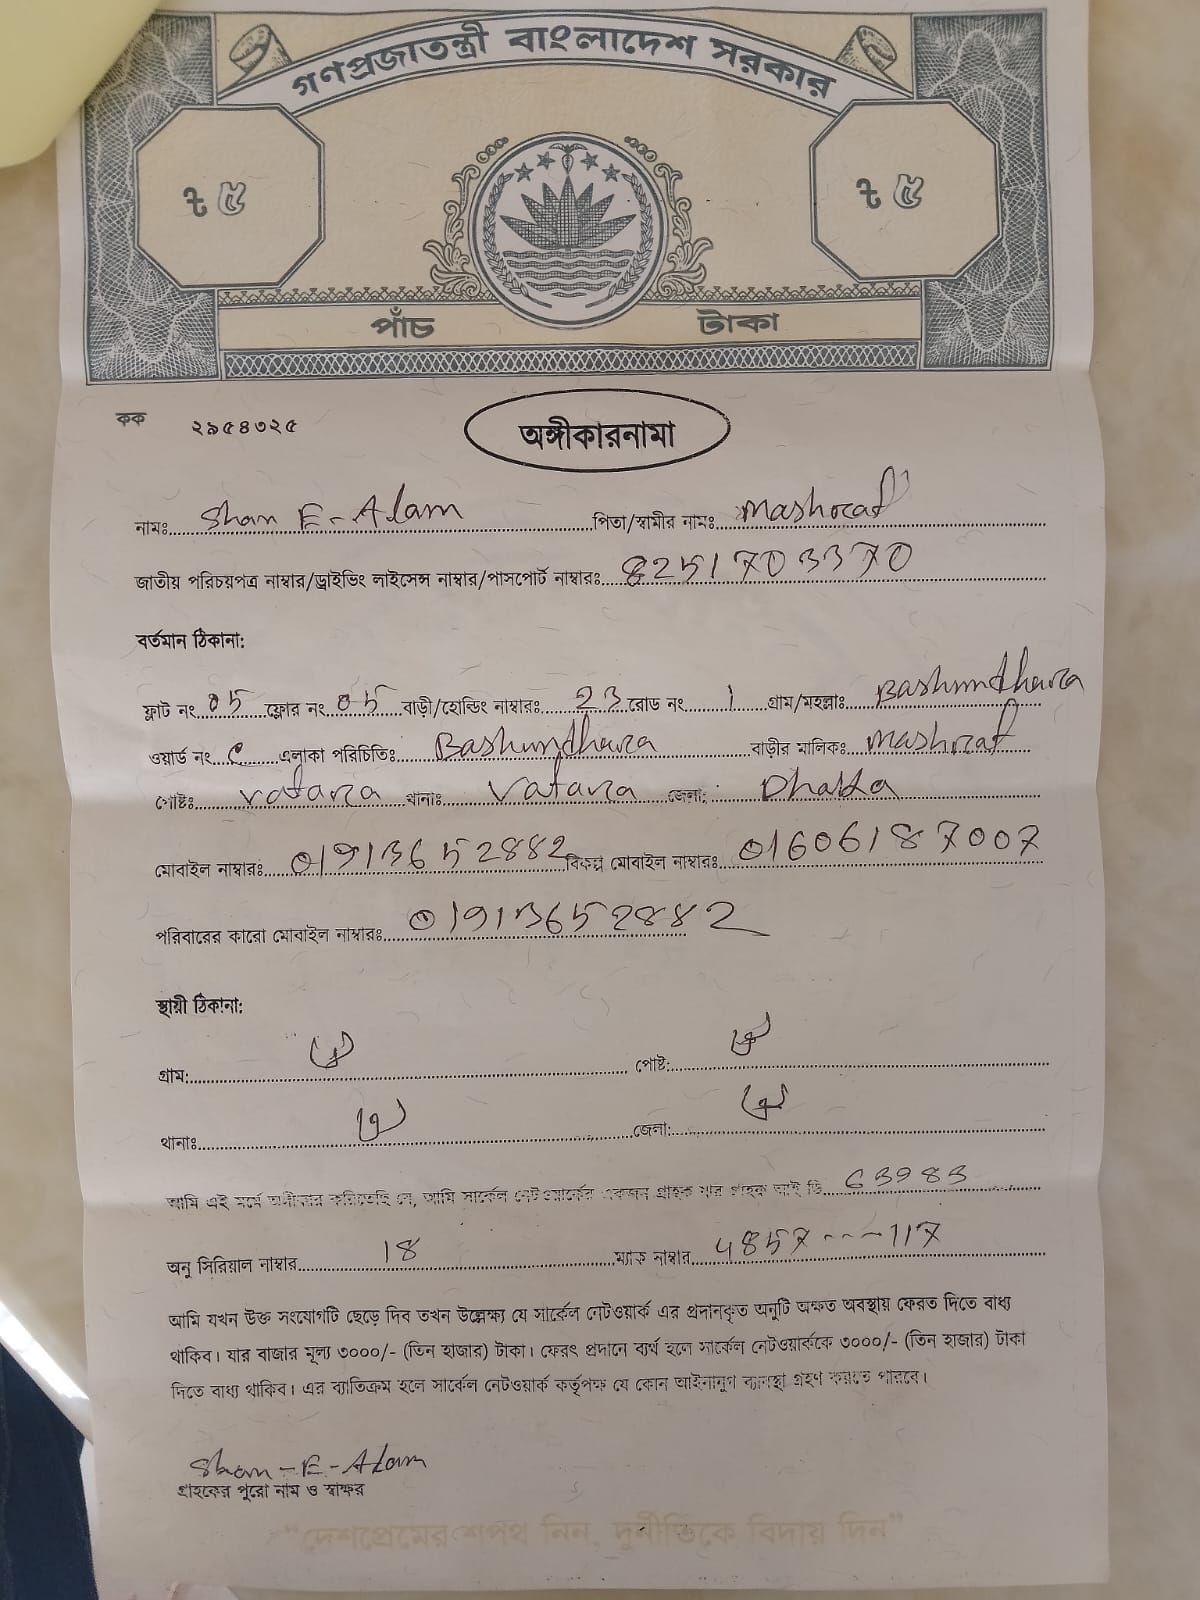 গণপ্রজাতন্ত্রী বাংলাদেশ সরকার
৳ ৫ ৳ ৫
পাঁচ টাকা
কক ২৯৫৪৩২৫
অঙ্গীকারনামা
নামঃ Sham E-Alam পিতা/স্বামীর নামঃ Mashraf
জাতীয় পরিচয়পত্র নাম্বার/ড্রাইভিং লাইসেন্স নাম্বার/পাসপোর্ট নাম্বারঃ 8251703370
বর্তমান ঠিকানা:
ফ্লাট নং 05 ফ্লোর নং 05 বাড়ী/হোল্ডিং নাম্বারঃ 23 রোড নং 1 গ্রাম/মহল্লাঃ Bashundhara
ওয়ার্ড নং এলাকা পরিচিতিঃ Bashundhara বাড়ীর মালিকঃ Mashraf
পোষ্টঃ Vatara থানাঃ Vatara জেলা: Dhaka
মোবাইল নাম্বারঃ 01913652882 বিকল্প মোবাইল নাম্বারঃ 01606187007
পরিবারের কারো মোবাইল নাম্বারঃ 01913652882
স্থায়ী ঠিকানা:
গ্রাম: পোষ্ট:
থানাঃ জেলা:
আমি এই মর্মে অঙ্গীকার করিতেছি যে, আমি সার্কেল নেটওয়ার্কের একজন গ্রাহক যার গ্রাহক আই ডি 63983
অনু সিরিয়াল নাম্বার 18 ম্যাক নাম্বার 4857---117
আমি যখন উক্ত সংযোগটি ছেড়ে দিব তখন উল্লেক্ষ্য যে সার্কেল নেটওয়ার্ক এর প্রদানকৃত অনুটি অক্ষত অবস্থায় ফেরত দিতে বাধ্য
থাকিব। যার বাজার মূল্য ৩০০০/- (তিন হাজার) টাকা। ফেরৎ প্রদানে ব্যর্থ হলে সার্কেল নেটওয়ার্ককে ৩০০০/- (তিন হাজার) টাকা
দিতে বাধ্য থাকিব। এর ব্যতিক্রম হলে সার্কেল নেটওয়ার্ক কর্তৃপক্ষ যে কোন আইনানুগ ব্যবস্থা গ্রহণ করতে পারবে।
Sham-E-Alam
গ্রাহকের পুরো নাম ও স্বাক্ষর
"দেশপ্রেমের শপথ নিন, দুর্নীতিকে বিদায় দিন"